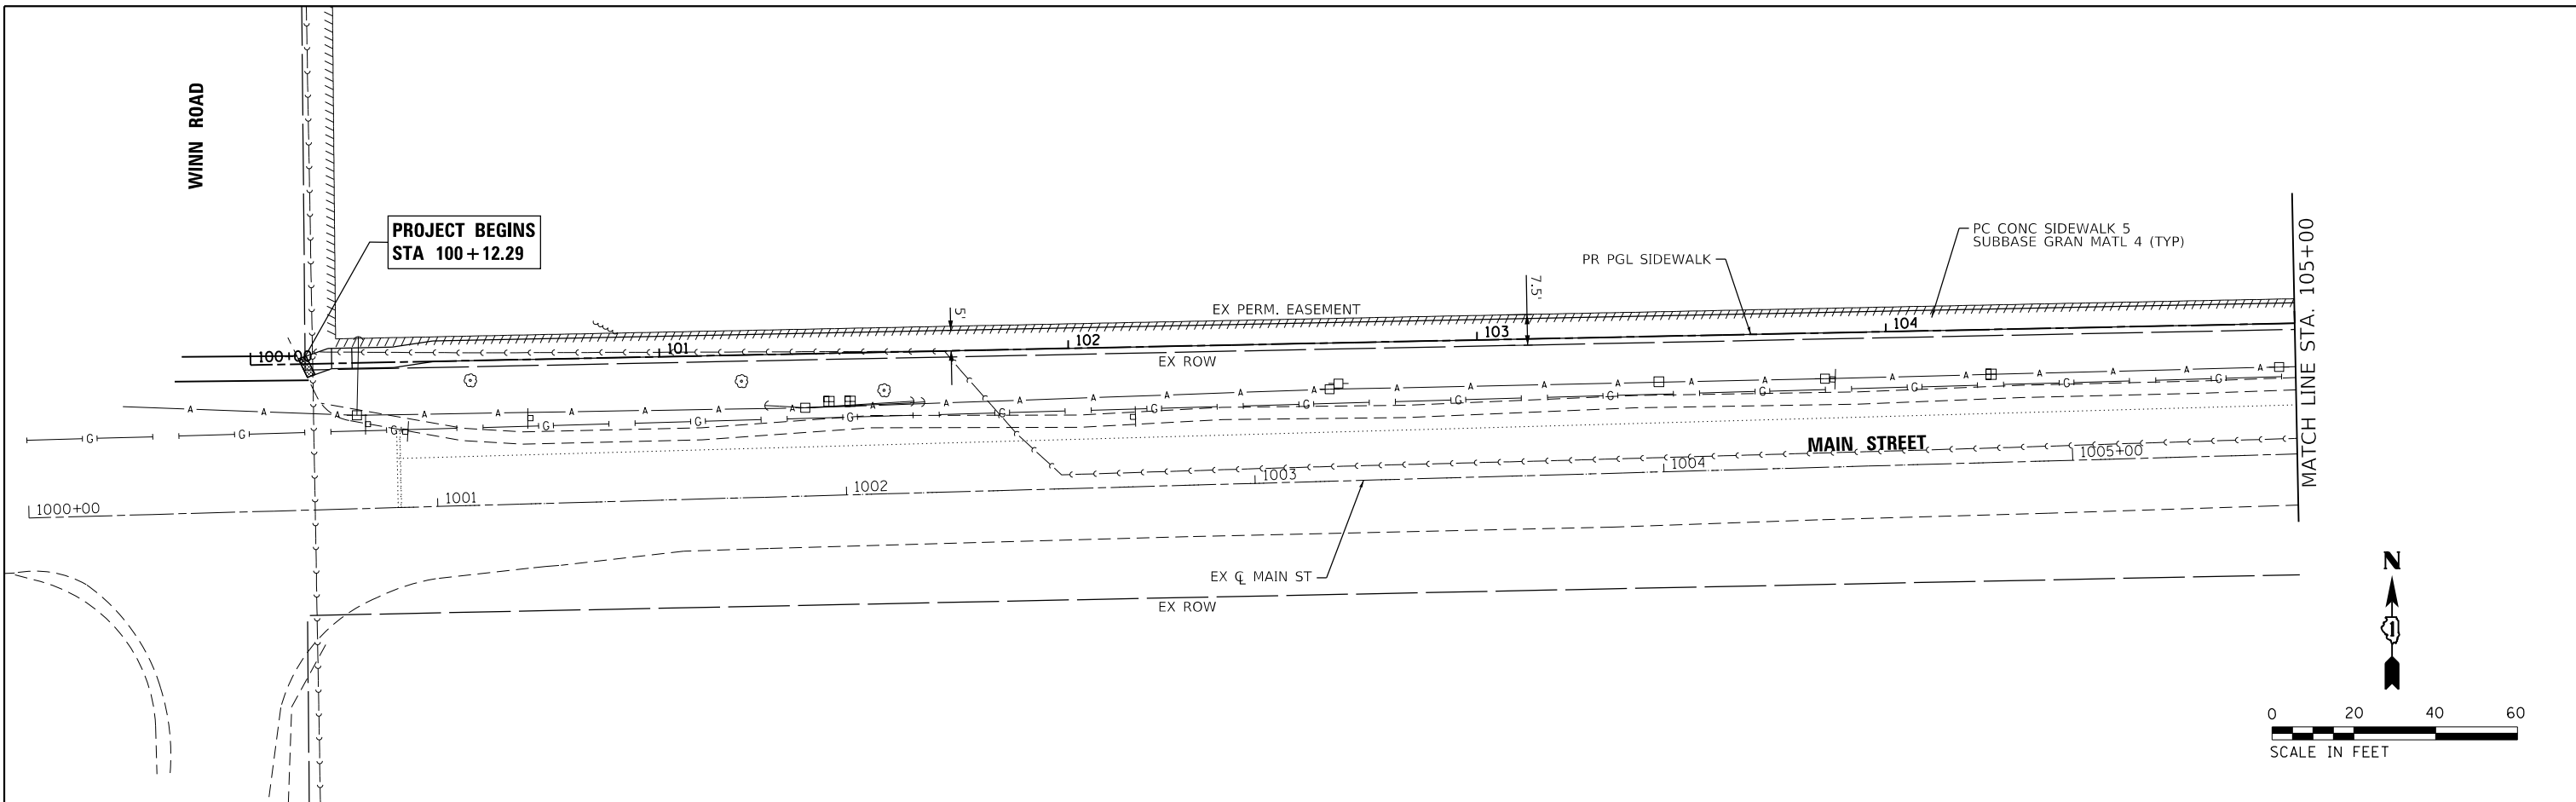 WINN ROAD
PROJECT BEGINS
STA 100+12.29
PC CONC SIDEWALK 5
SUBBASE GRAN MATL 4 (TYP)
PR PGL SIDEWALK
MATCH LINE STA. 105+00
EX PERM. EASEMENT
5'
7.5'
100+00
101
102
103
104
EX ROW
A A A A A A A A A A A A A A A A A A A A A A A A A A A A A
G G G G G G G G G G G G G G G
MAIN STREET
1000+00
1001
1002
1003
1004
1005+00
EX ℄ MAIN ST
EX ROW
N
1
0 20 40 60
SCALE IN FEET